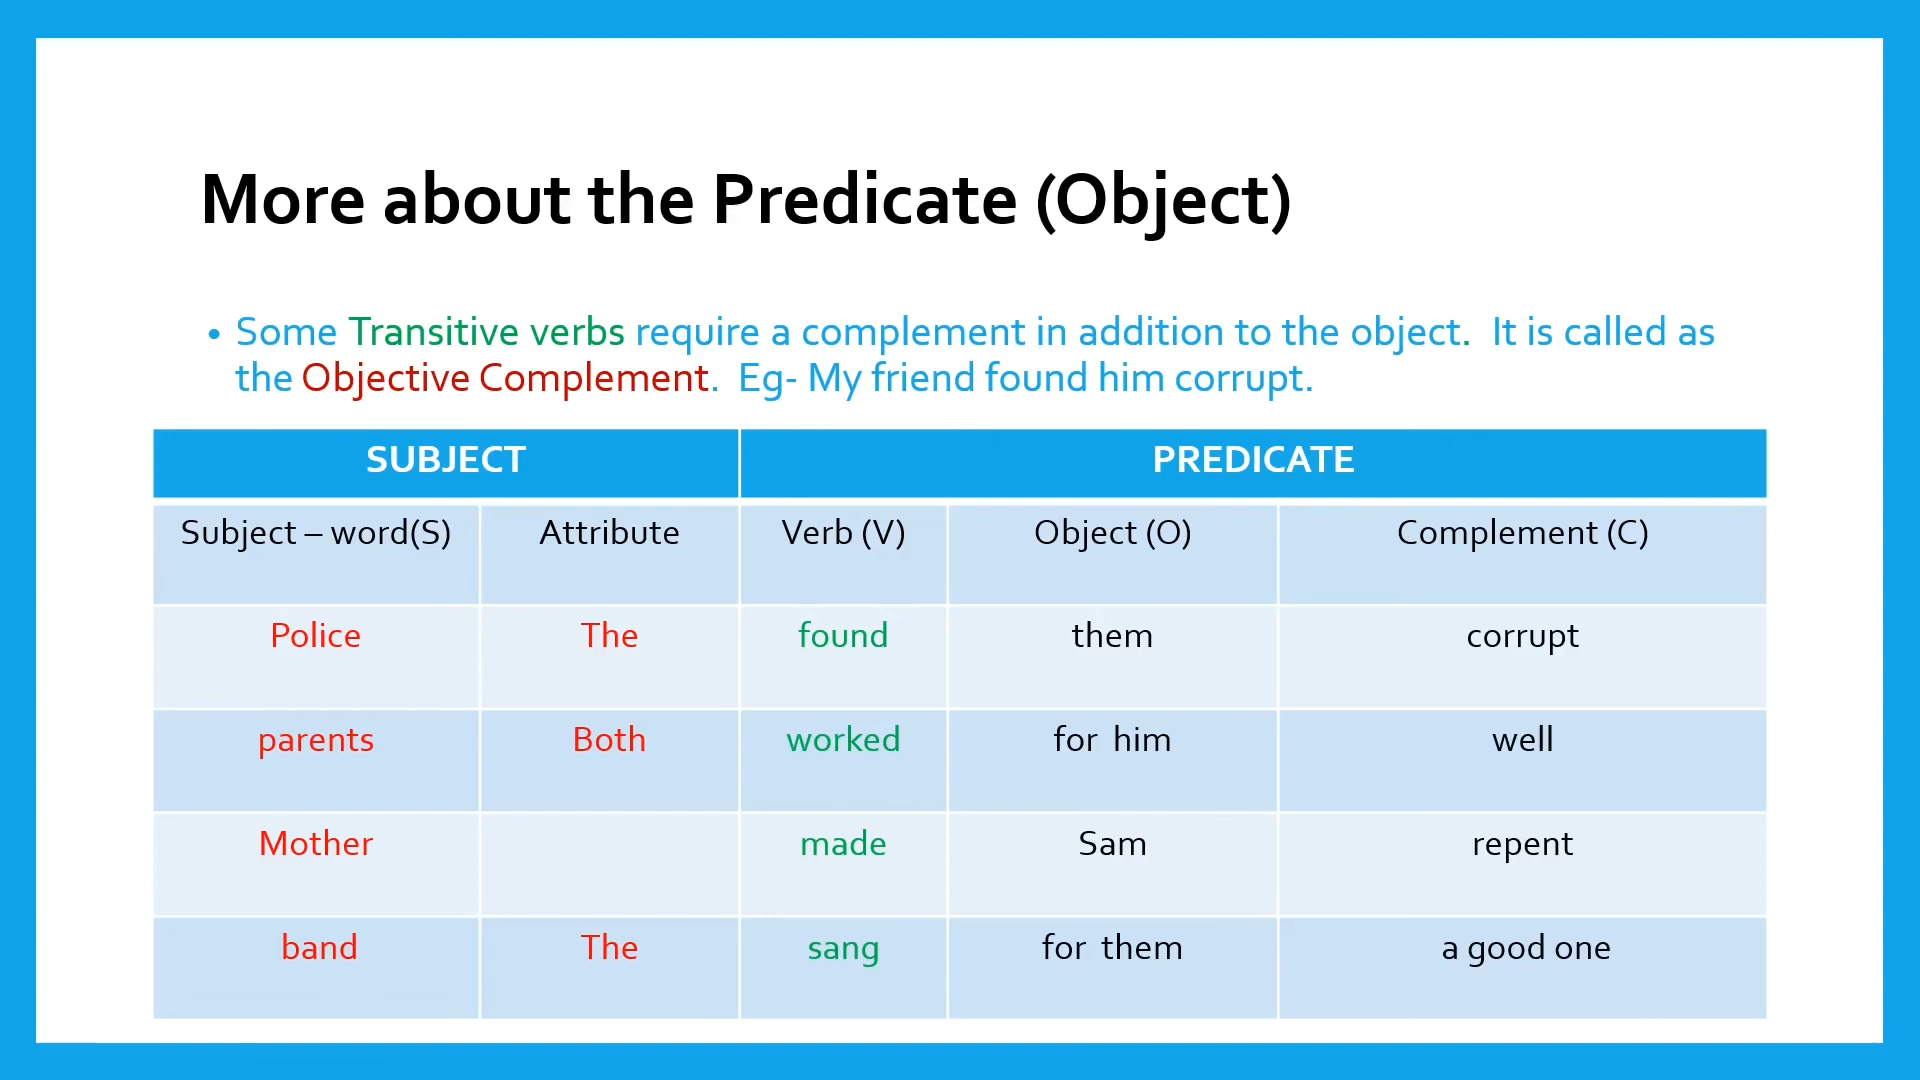 More about the Predicate (Object)
• Some Transitive verbs require a complement in addition to the object. It is called as
the Objective Complement. Eg- My friend found him corrupt.
SUBJECT PREDICATE
Subject – word(S) Attribute Verb (V) Object (O) Complement (C)
Police The found them corrupt
parents Both worked for him well
Mother made Sam repent
band The sang for them a good one